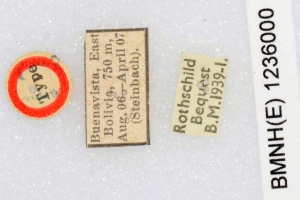 Type
Buenavista, East
Bolivia, 750 m,
Aug. 06—April 07
(Steinbach).
Rothschild
Bequest
B.M.1939-1.
BMNH(E) 1236000